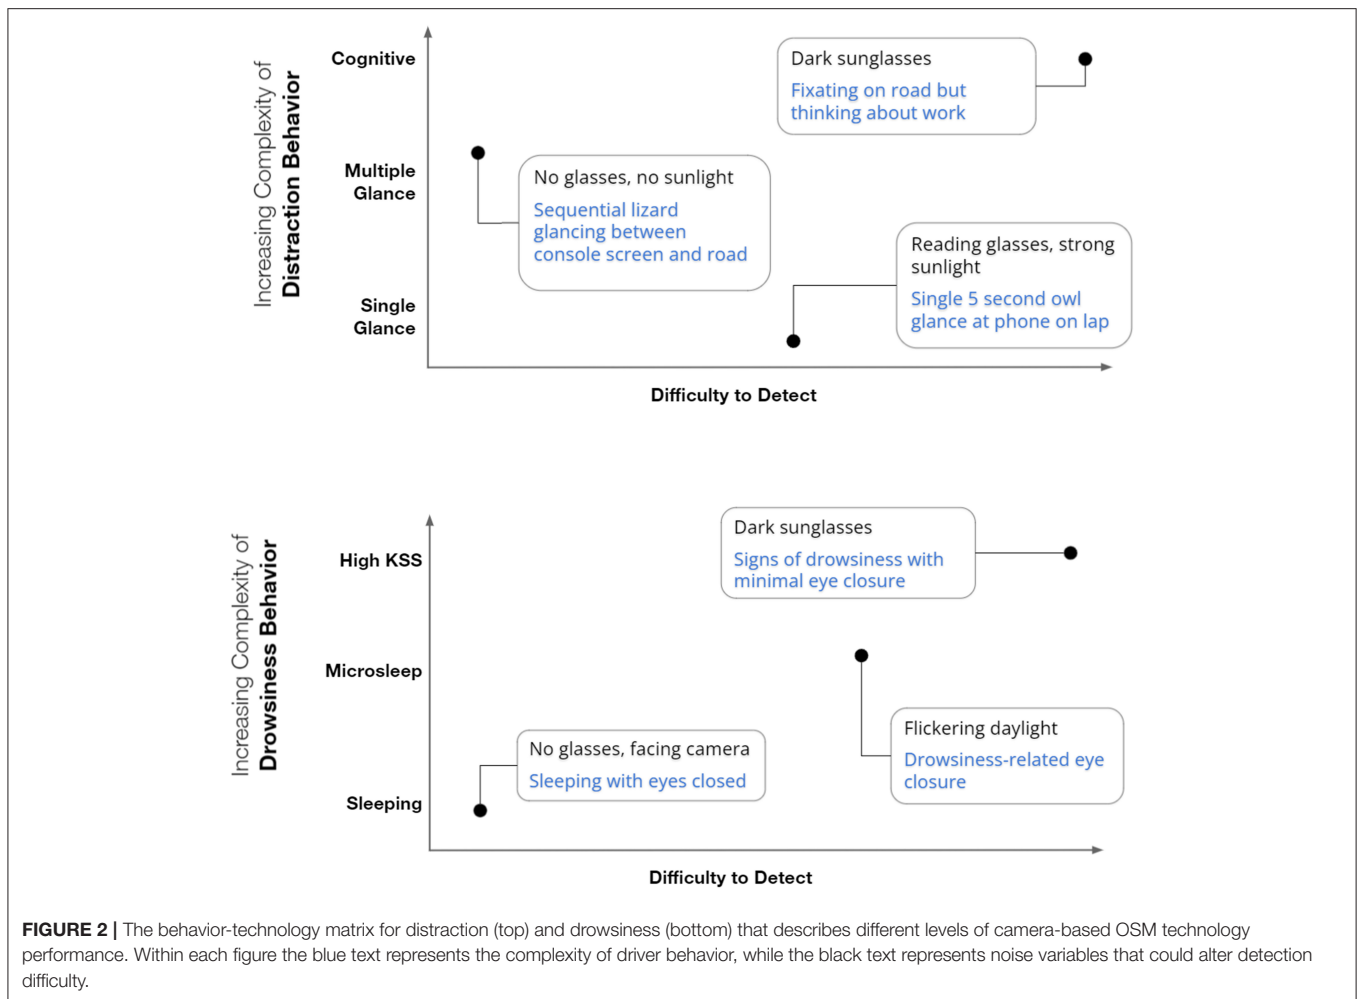 Increasing Complexity of
Distraction Behavior
Cognitive
Dark sunglasses
Fixating on road but
thinking about work
Multiple
Glance
No glasses, no sunlight
Sequential lizard
glancing between
console screen and road
Single
Glance
Reading glasses, strong
sunlight
Single 5 second owl
glance at phone on lap
Difficulty to Detect
Increasing Complexity of
Drowsiness Behavior
High KSS
Dark sunglasses
Signs of drowsiness with
minimal eye closure
Microsleep
Flickering daylight
Drowsiness-related eye
closure
Sleeping
No glasses, facing camera
Sleeping with eyes closed
Difficulty to Detect
FIGURE 2 | The behavior-technology matrix for distraction (top) and drowsiness (bottom) that describes different levels of camera-based OSM technology
performance. Within each figure the blue text represents the complexity of driver behavior, while the black text represents noise variables that could alter detection
difficulty.